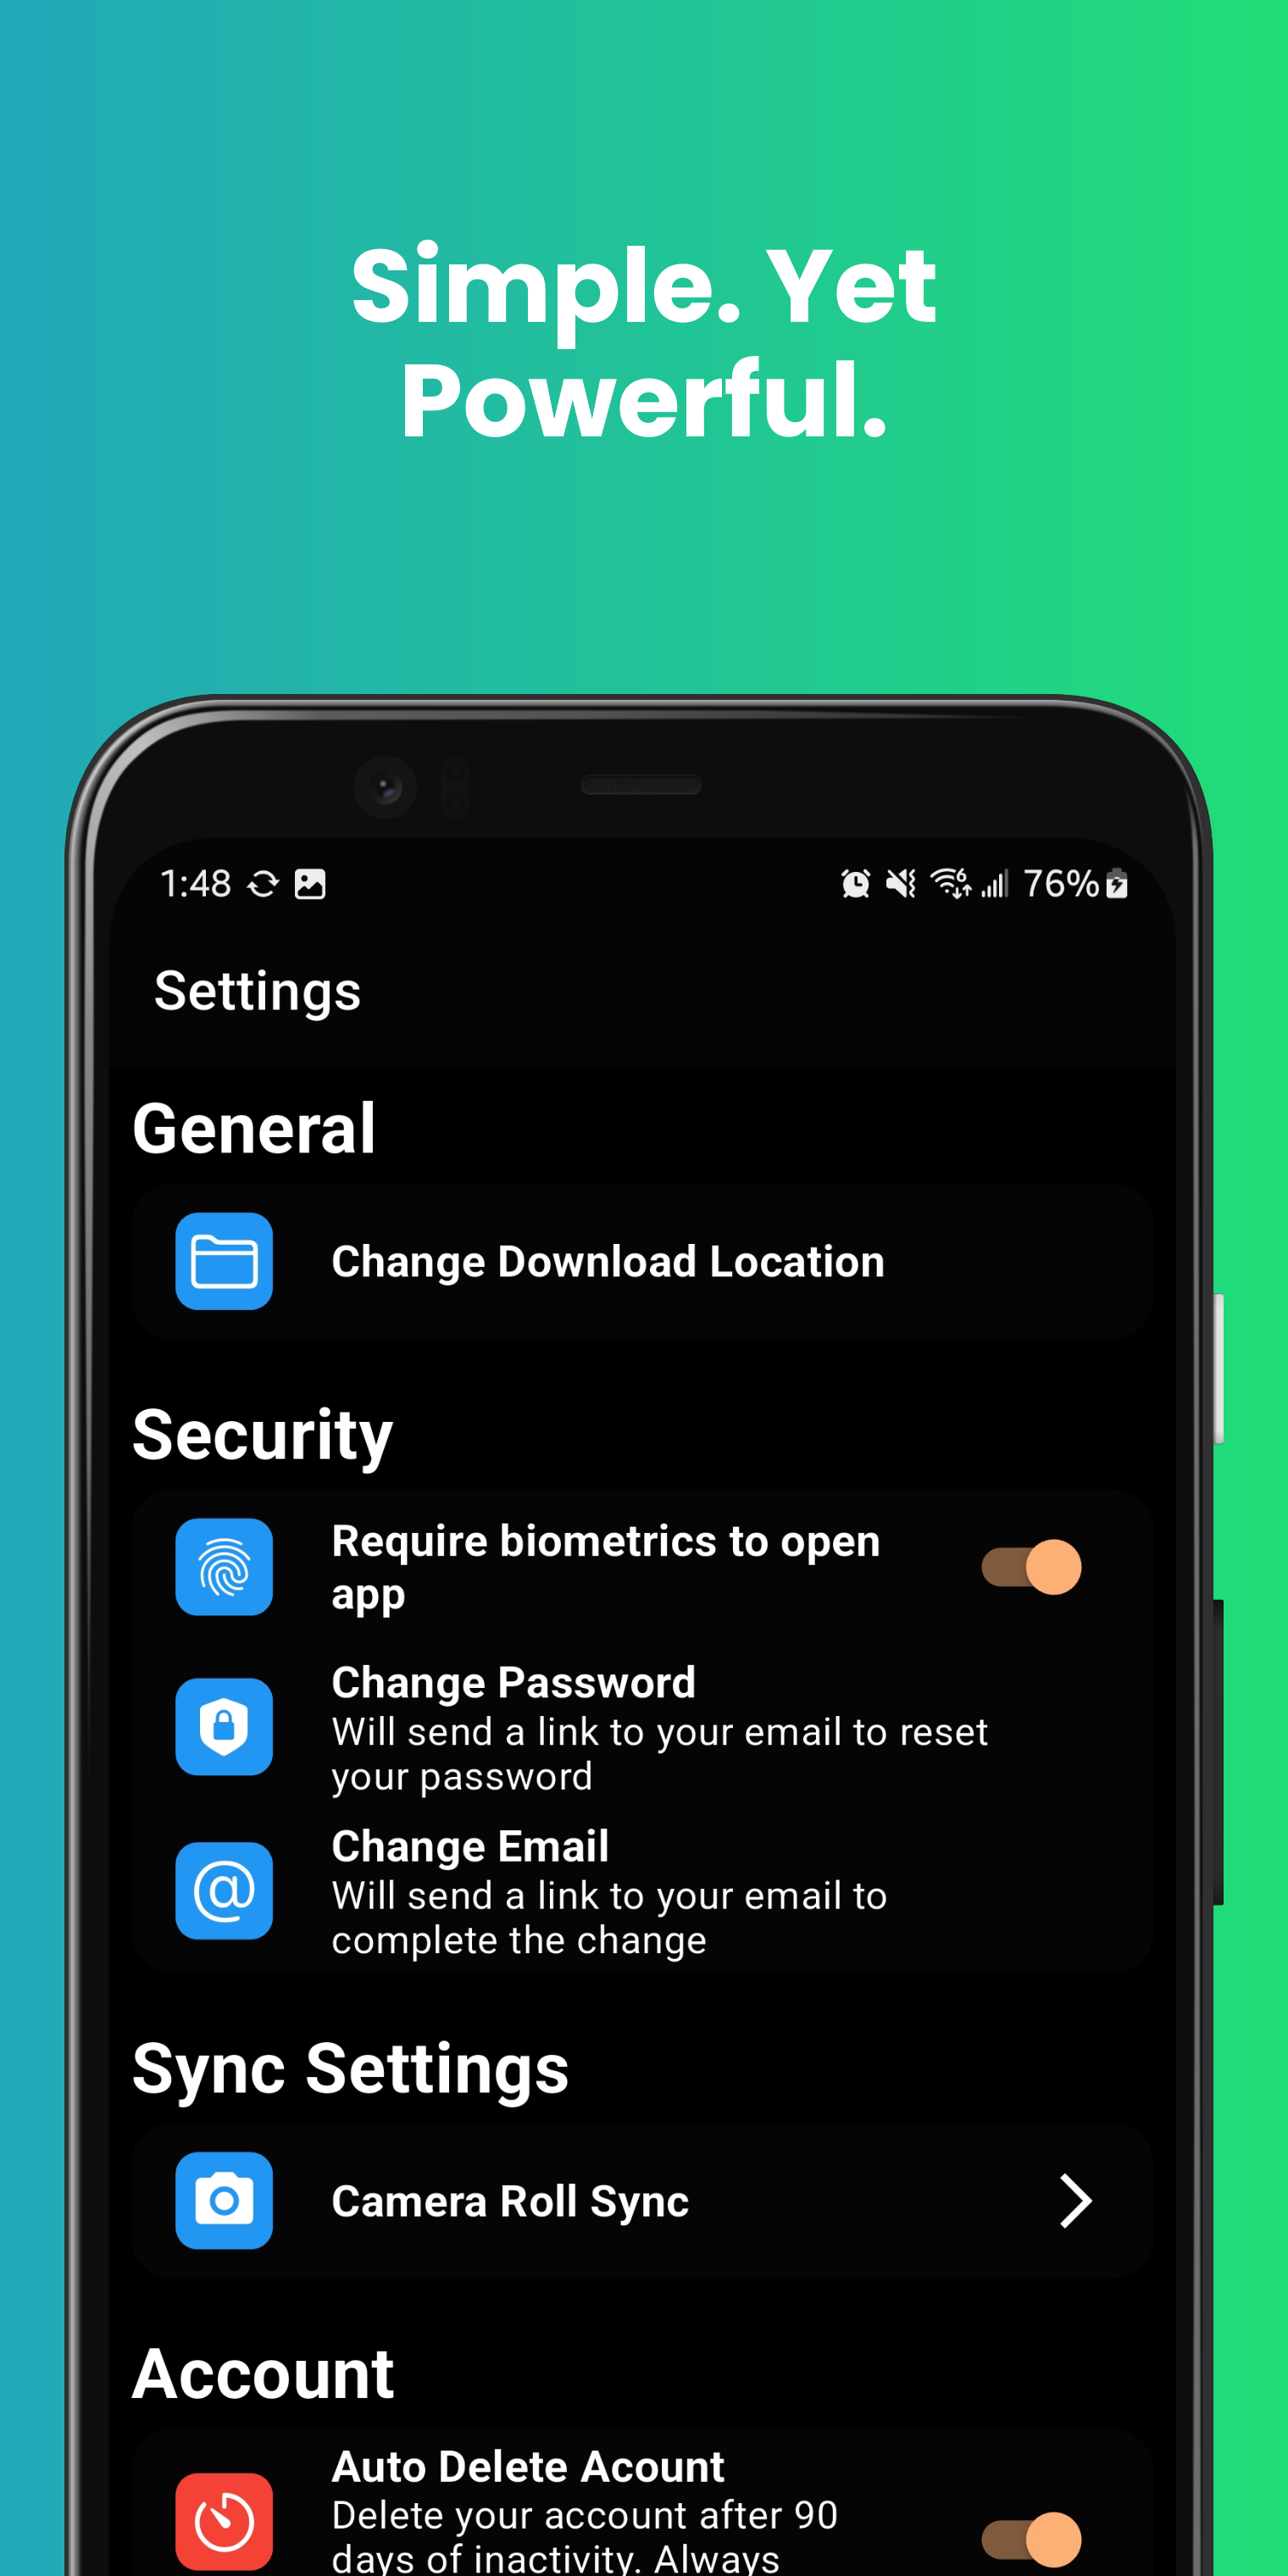 Simple. Yet
Powerful.
1:48
6
76%
Settings
General
Change Download Location
Security
Require biometrics to open
app
Change Password
Will send a link to your email to reset
your password
@
Change Email
Will send a link to your email to
complete the change
Sync Settings
Camera Roll Sync
Account
Auto Delete Acount
Delete your account after 90
days of inactivity. Always